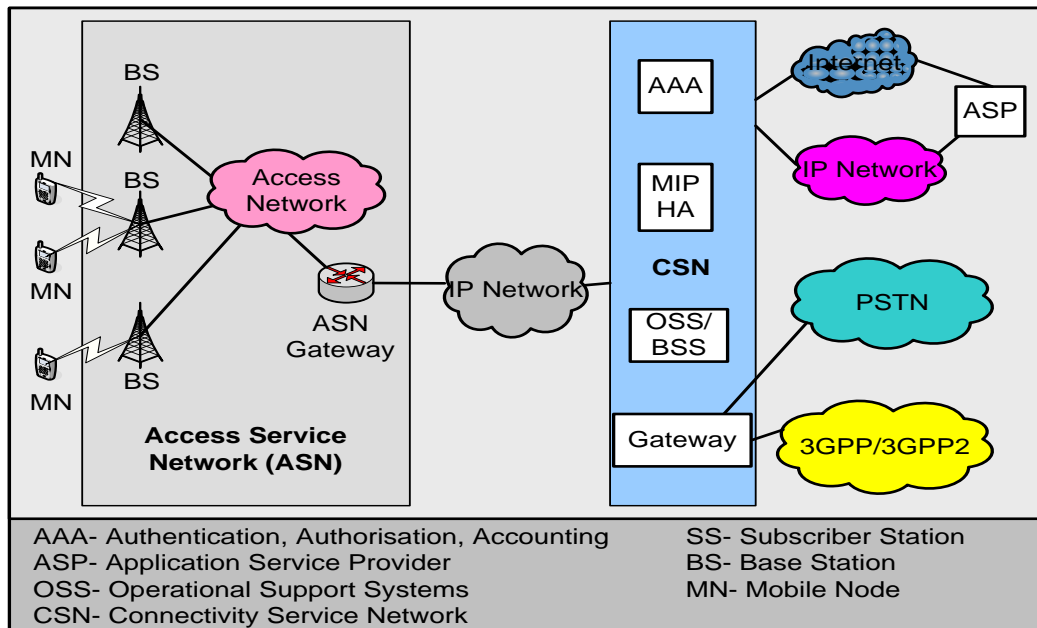 BS
MN
BS
MN
BS
MN
Access
Network
ASN
Gateway
Access Service
Network (ASN)
IP Network
AAA
MIP
HA
CSN
OSS/
BSS
Gateway
Internet
ASP
IP Network
PSTN
3GPP/3GPP2
AAA- Authentication, Authorisation, Accounting
ASP- Application Service Provider
OSS- Operational Support Systems
CSN- Connectivity Service Network
SS- Subscriber Station
BS- Base Station
MN- Mobile Node